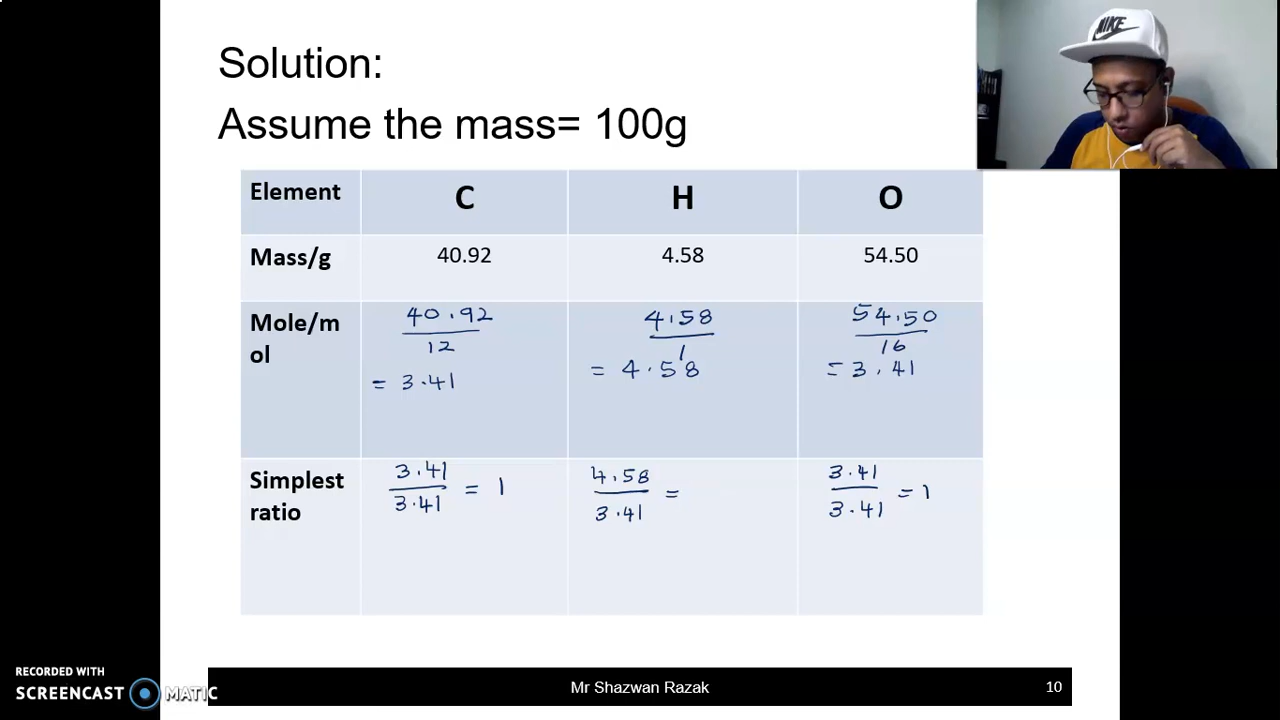 NIKE
Solution:
Assume the mass= 100g
Element C H O
Mass/g 40.92 4.58 54.50
Mole/m
ol
40.92
12
= 3.41
4.58
1
= 4.58
54.50
16
= 3.41
Simplest
ratio
3.41
3.41 = 1
4.58
3.41 =
3.41
3.41 = 1
RECORDED WITH
SCREENCAST MATIC
Mr Shazwan Razak
10